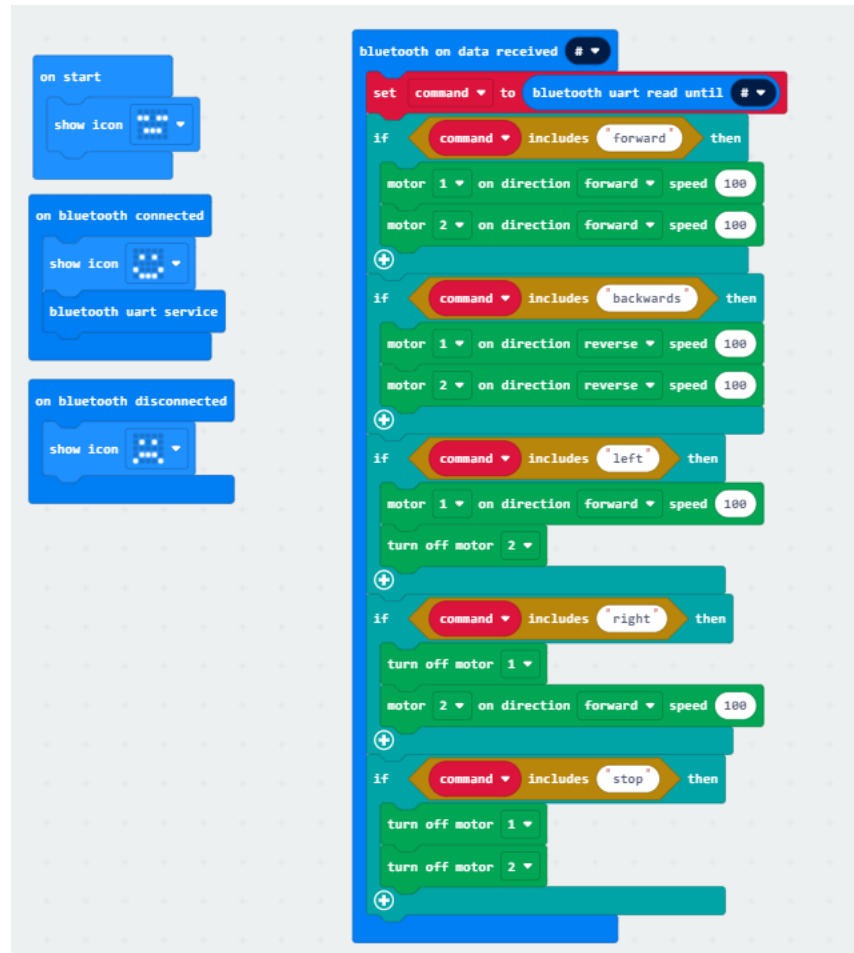 on start
show icon
on bluetooth connected
show icon
bluetooth uart service
on bluetooth disconnected
show icon
bluetooth on data received #
set command to bluetooth uart read until #
if command includes "forward" then
motor 1 on direction forward speed 100
motor 2 on direction forward speed 100
if command includes "backwards" then
motor 1 on direction reverse speed 100
motor 2 on direction reverse speed 100
if command includes "left" then
motor 1 on direction forward speed 100
turn off motor 2
if command includes "right" then
turn off motor 1
motor 2 on direction forward speed 100
if command includes "stop" then
turn off motor 1
turn off motor 2